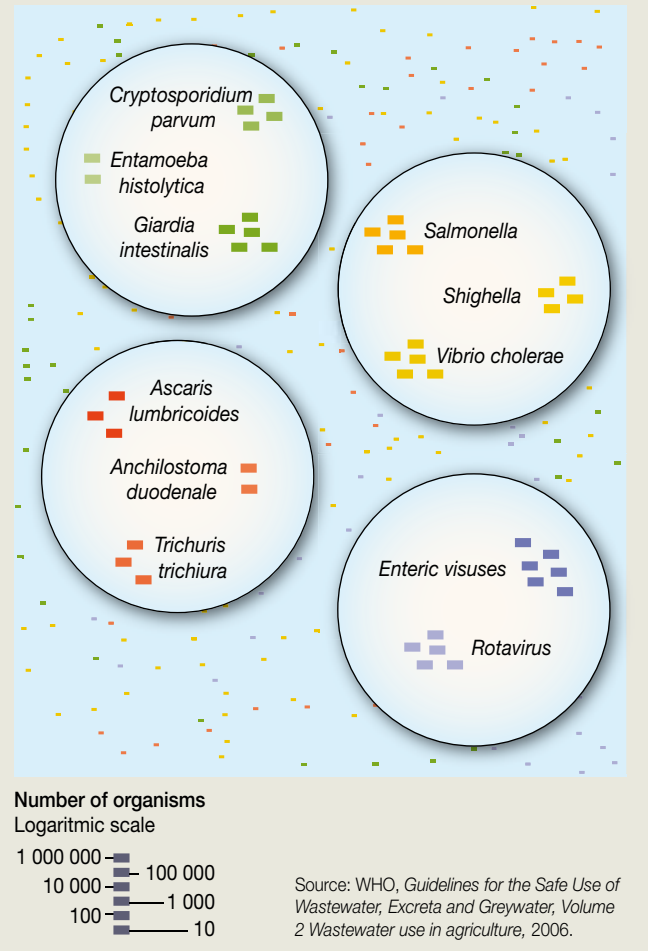 Cryptosporidium
parvum
Entamoeba
histolytica
Giardia
intestinalis
Salmonella
Shighella
Vibrio cholerae
Ascaris
lumbricoides
Anchilostoma
duodenale
Trichuris
trichiura
Enteric visuses
Rotavirus
Number of organisms
Logaritmic scale
1 000 000
100 000
10 000
1 000
100
10
Source: WHO, Guidelines for the Safe Use of
Wastewater, Excreta and Greywater, Volume
2 Wastewater use in agriculture, 2006.